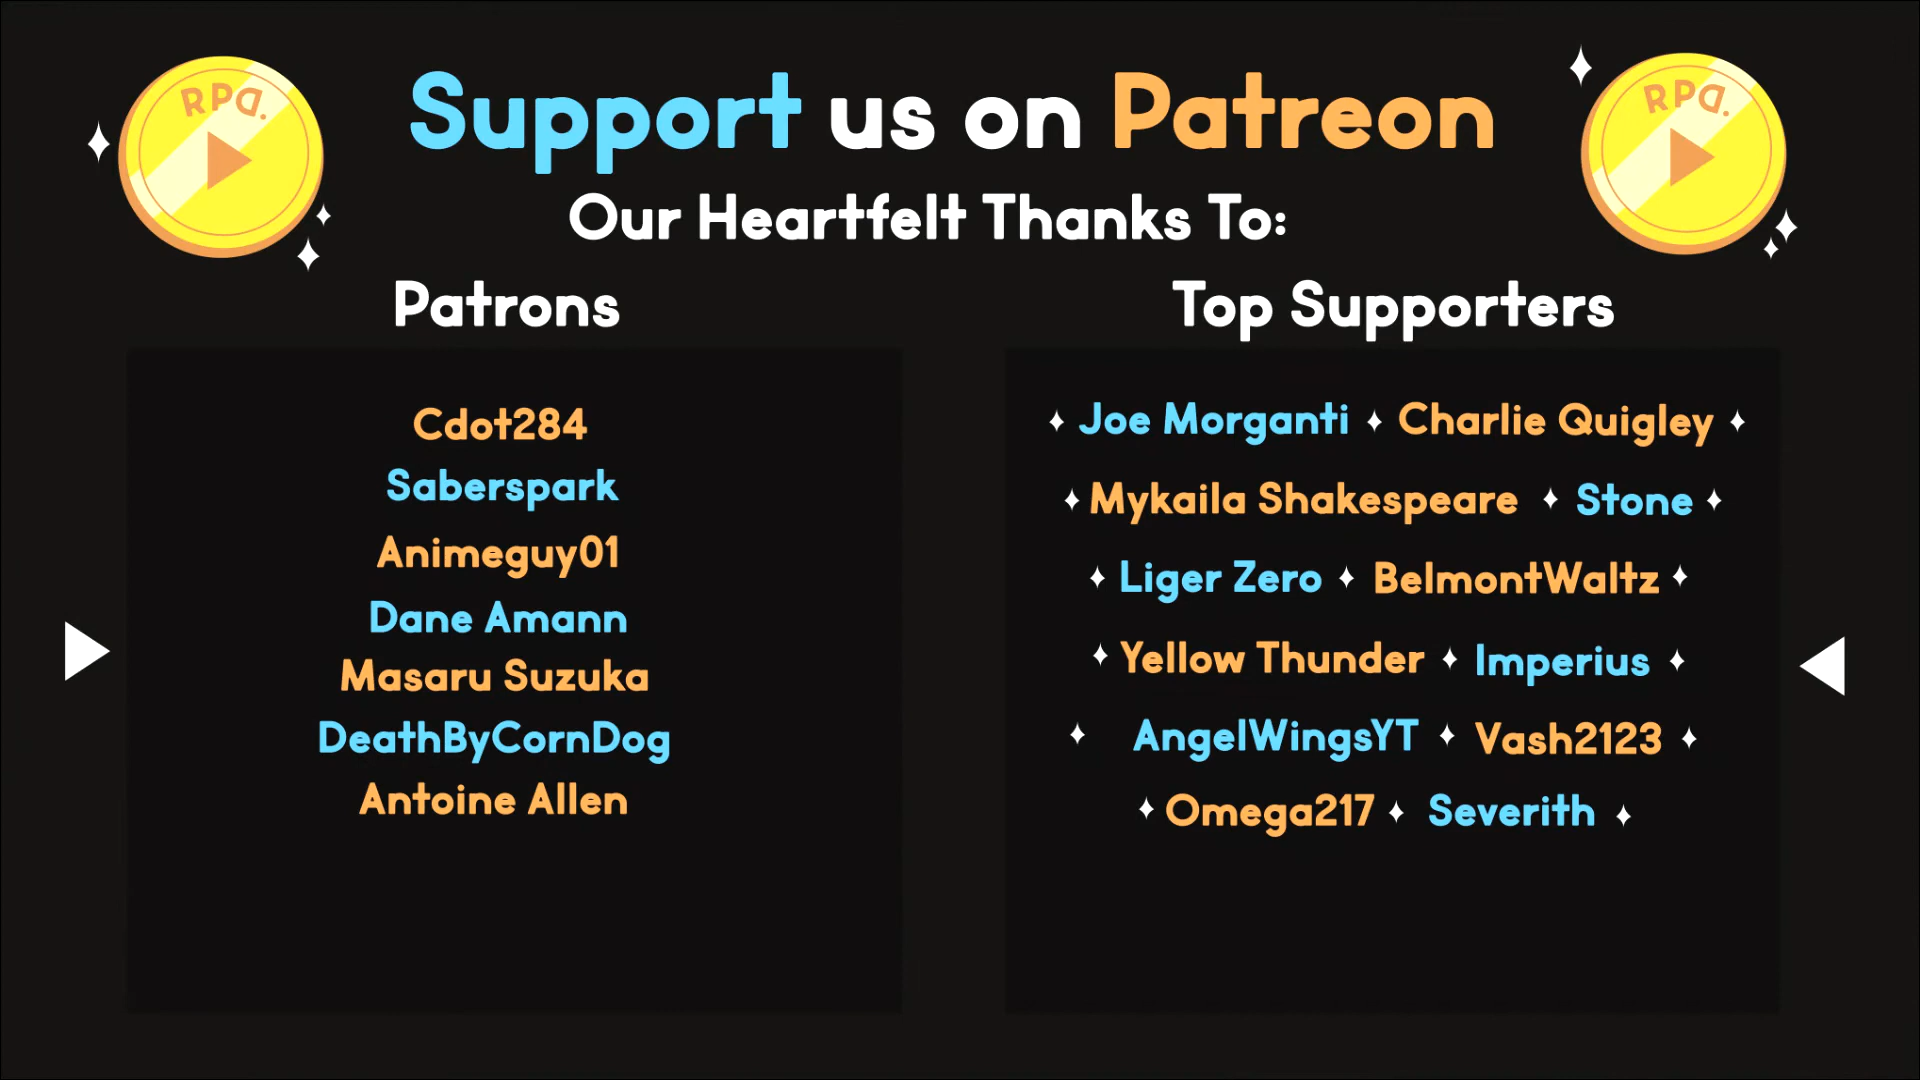 RPD.
RPD.
Support us on Patreon
Our Heartfelt Thanks To:
Patrons
Cdot284
Saberspark
Animeguy01
Dane Amann
Masaru Suzuka
DeathByCornDog
Antoine Allen
Top Supporters
Joe Morganti Charlie Quigley
Mykaila Shakespeare Stone
Liger Zero BelmontWaltz
Yellow Thunder Imperius
AngelWingsYT Vash2123
Omega217 Severith